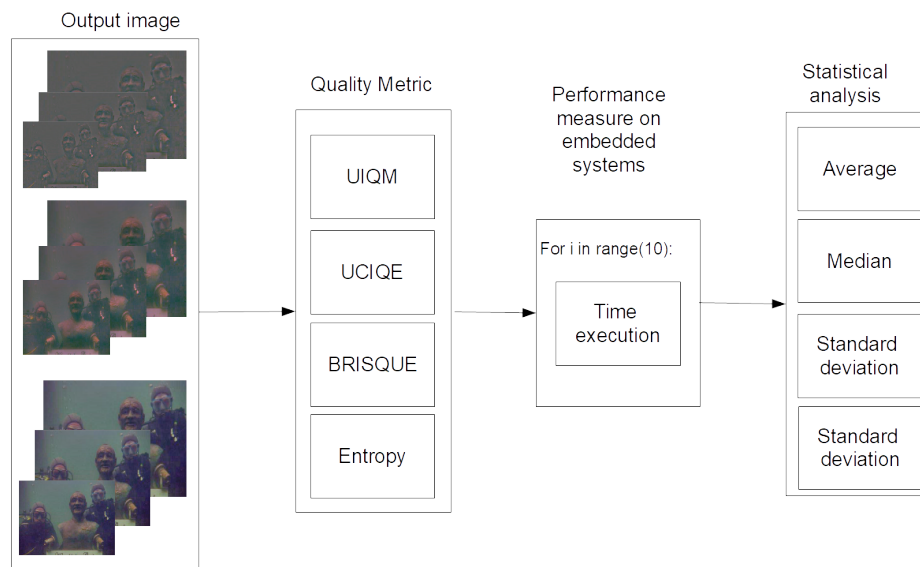 Output image
Quality Metric
UIQM
UCIQE
BRISQUE
Entropy
Performance
measure on
embedded
systems
For i in range(10):
Time
execution
Statistical
analysis
Average
Median
Standard
deviation
Standard
deviation